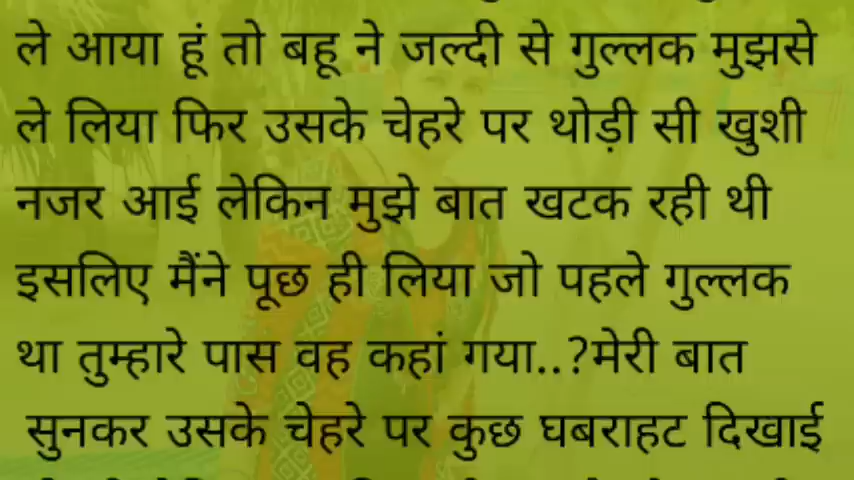 ले आया हूं तो बहू ने जल्दी से गुल्लक मुझसे
ले लिया फिर उसके चेहरे पर थोड़ी सी खुशी
नजर आई लेकिन मुझे बात खटक रही थी
इसलिए मैंने पूछ ही लिया जो पहले गुल्लक
था तुम्हारे पास वह कहां गया..?मेरी बात
सुनकर उसके चेहरे पर कुछ घबराहट दिखाई